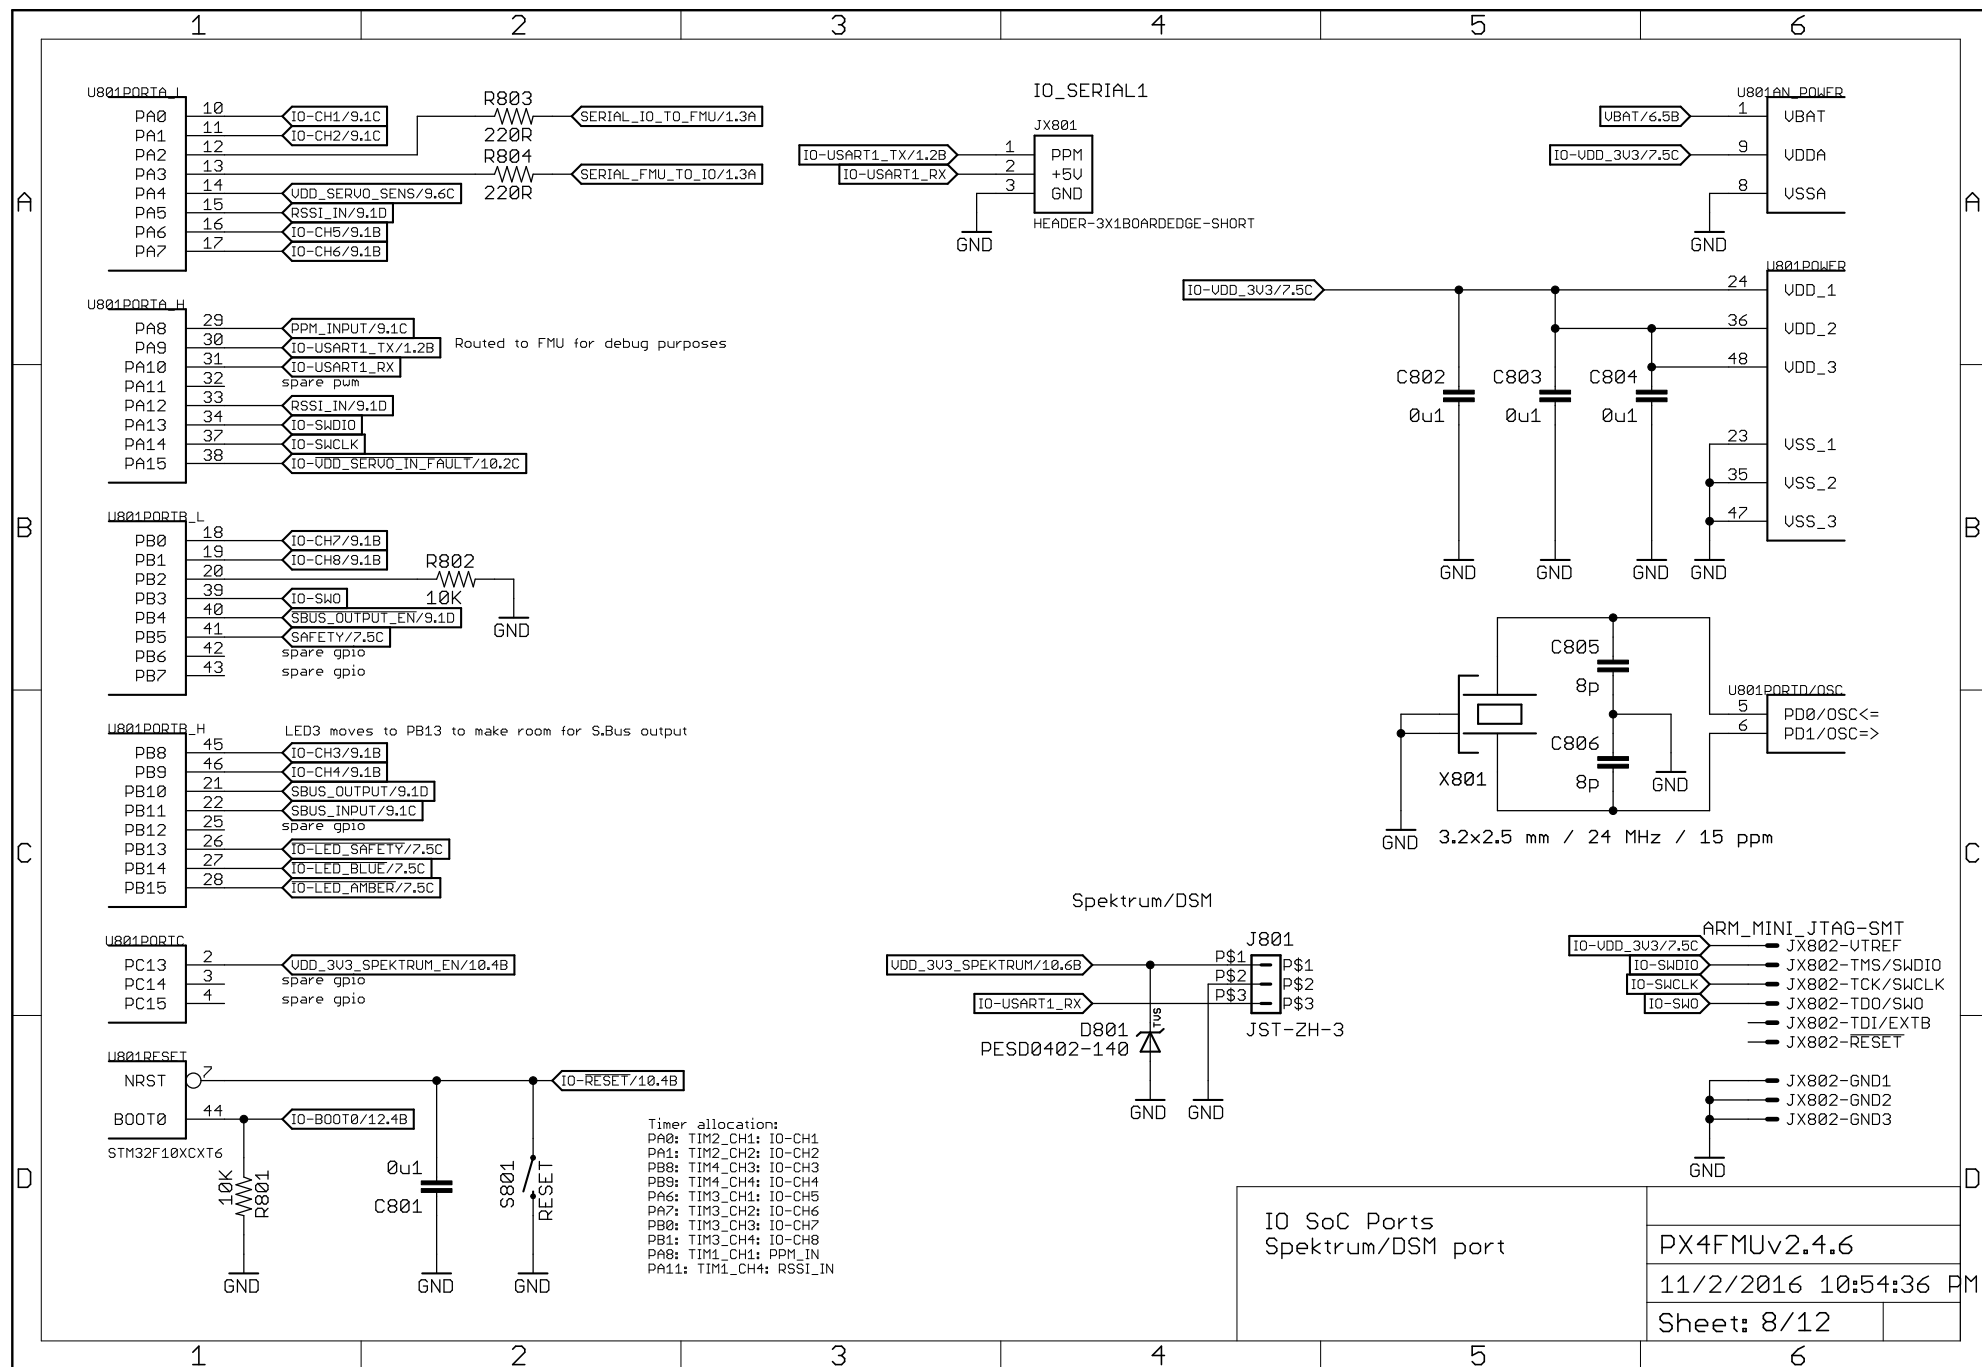 1 2 3 4 5 6
A
B
C
D
U801PORTA_L
PA0 10 IO-CH1/9.1C
PA1 11 IO-CH2/9.1C
PA2 12
PA3 13
PA4 14 VDD_SERVO_SENS/9.6C
PA5 15 RSSI_IN/9.1D
PA6 16 IO-CH5/9.1B
PA7 17 IO-CH6/9.1B
R803
220R
SERIAL_IO_TO_FMU/1.3A
R804
220R
SERIAL_FMU_TO_IO/1.3A
U801PORTA_H
PA8 29 PPM_INPUT/9.1C
PA9 30 IO-USART1_TX/1.2B Routed to FMU for debug purposes
PA10 31 IO-USART1_RX
PA11 32 spare pwm
PA12 33 RSSI_IN/9.1D
PA13 34 IO-SWDIO
PA14 37 IO-SWCLK
PA15 38 IO-VDD_SERVO_IN_FAULT/10.2C
U801PORTB_L
PB0 18 IO-CH7/9.1B
PB1 19 IO-CH8/9.1B
PB2 20
PB3 39 IO-SWO
PB4 40 SBUS_OUTPUT_EN/9.1D
PB5 41 SAFETY/7.5C
PB6 42 spare gpio
PB7 43 spare gpio
R802
10K
GND
U801PORTB_H
LED3 moves to PB13 to make room for S.Bus output
PB8 45 IO-CH3/9.1B
PB9 46 IO-CH4/9.1B
PB10 21 SBUS_OUTPUT/9.1D
PB11 22 SBUS_INPUT/9.1C
PB12 25 spare gpio
PB13 26 IO-LED_SAFETY/7.5C
PB14 27 IO-LED_BLUE/7.5C
PB15 28 IO-LED_AMBER/7.5C
U801PORTC
PC13 2 VDD_3V3_SPEKTRUM_EN/10.4B
PC14 3 spare gpio
PC15 4 spare gpio
U801RESET
NRST 7 IO-RESET/10.4B
BOOT0 44 IO-BOOT0/12.4B
STM32F10XCXT6
10K
R801
GND
0u1
C801
GND
S801
RESET
GND
Timer allocation:
PA0: TIM2_CH1: IO-CH1
PA1: TIM2_CH2: IO-CH2
PB8: TIM4_CH3: IO-CH3
PB9: TIM4_CH4: IO-CH4
PA6: TIM3_CH1: IO-CH5
PA7: TIM3_CH2: IO-CH6
PB0: TIM3_CH3: IO-CH7
PB1: TIM3_CH4: IO-CH8
PA8: TIM1_CH1: PPM_IN
PA11: TIM1_CH4: RSSI_IN
IO_SERIAL1
JX801
IO-USART1_TX/1.2B 1 PPM
IO-USART1_RX 2 +5V
3 GND
GND
HEADER-3X1BOARDEDGE-SHORT
Spektrum/DSM
J801
VDD_3V3_SPEKTRUM/10.6B P$1 P$1
P$2 P$2
IO-USART1_RX P$3 P$3
JST-ZH-3
TVS
D801
PESD0402-140
GND GND
U801AN_POWER
VBAT/6.5B 1 VBAT
IO-VDD_3V3/7.5C 9 VDDA
8 VSSA
GND
U801POWER
IO-VDD_3V3/7.5C 24 VDD_1
36 VDD_2
48 VDD_3
23 VSS_1
35 VSS_2
47 VSS_3
C802 C803 C804
0u1 0u1 0u1
GND GND GND GND
C805
8p
U801PORTD/OSC
5 PD0/OSC<=
6 PD1/OSC=>
C806
8p
X801
GND
GND
3.2x2.5 mm / 24 MHz / 15 ppm
ARM_MINI_JTAG-SMT
IO-VDD_3V3/7.5C JX802-VTREF
IO-SWDIO JX802-TMS/SWDIO
IO-SWCLK JX802-TCK/SWCLK
IO-SWO JX802-TDO/SWO
JX802-TDI/EXTB
JX802-RESET
JX802-GND1
JX802-GND2
JX802-GND3
GND
IO SoC Ports
Spektrum/DSM port
PX4FMUv2.4.6
11/2/2016 10:54:36 PM
Sheet: 8/12
A
B
C
D
1 2 3 4 5 6